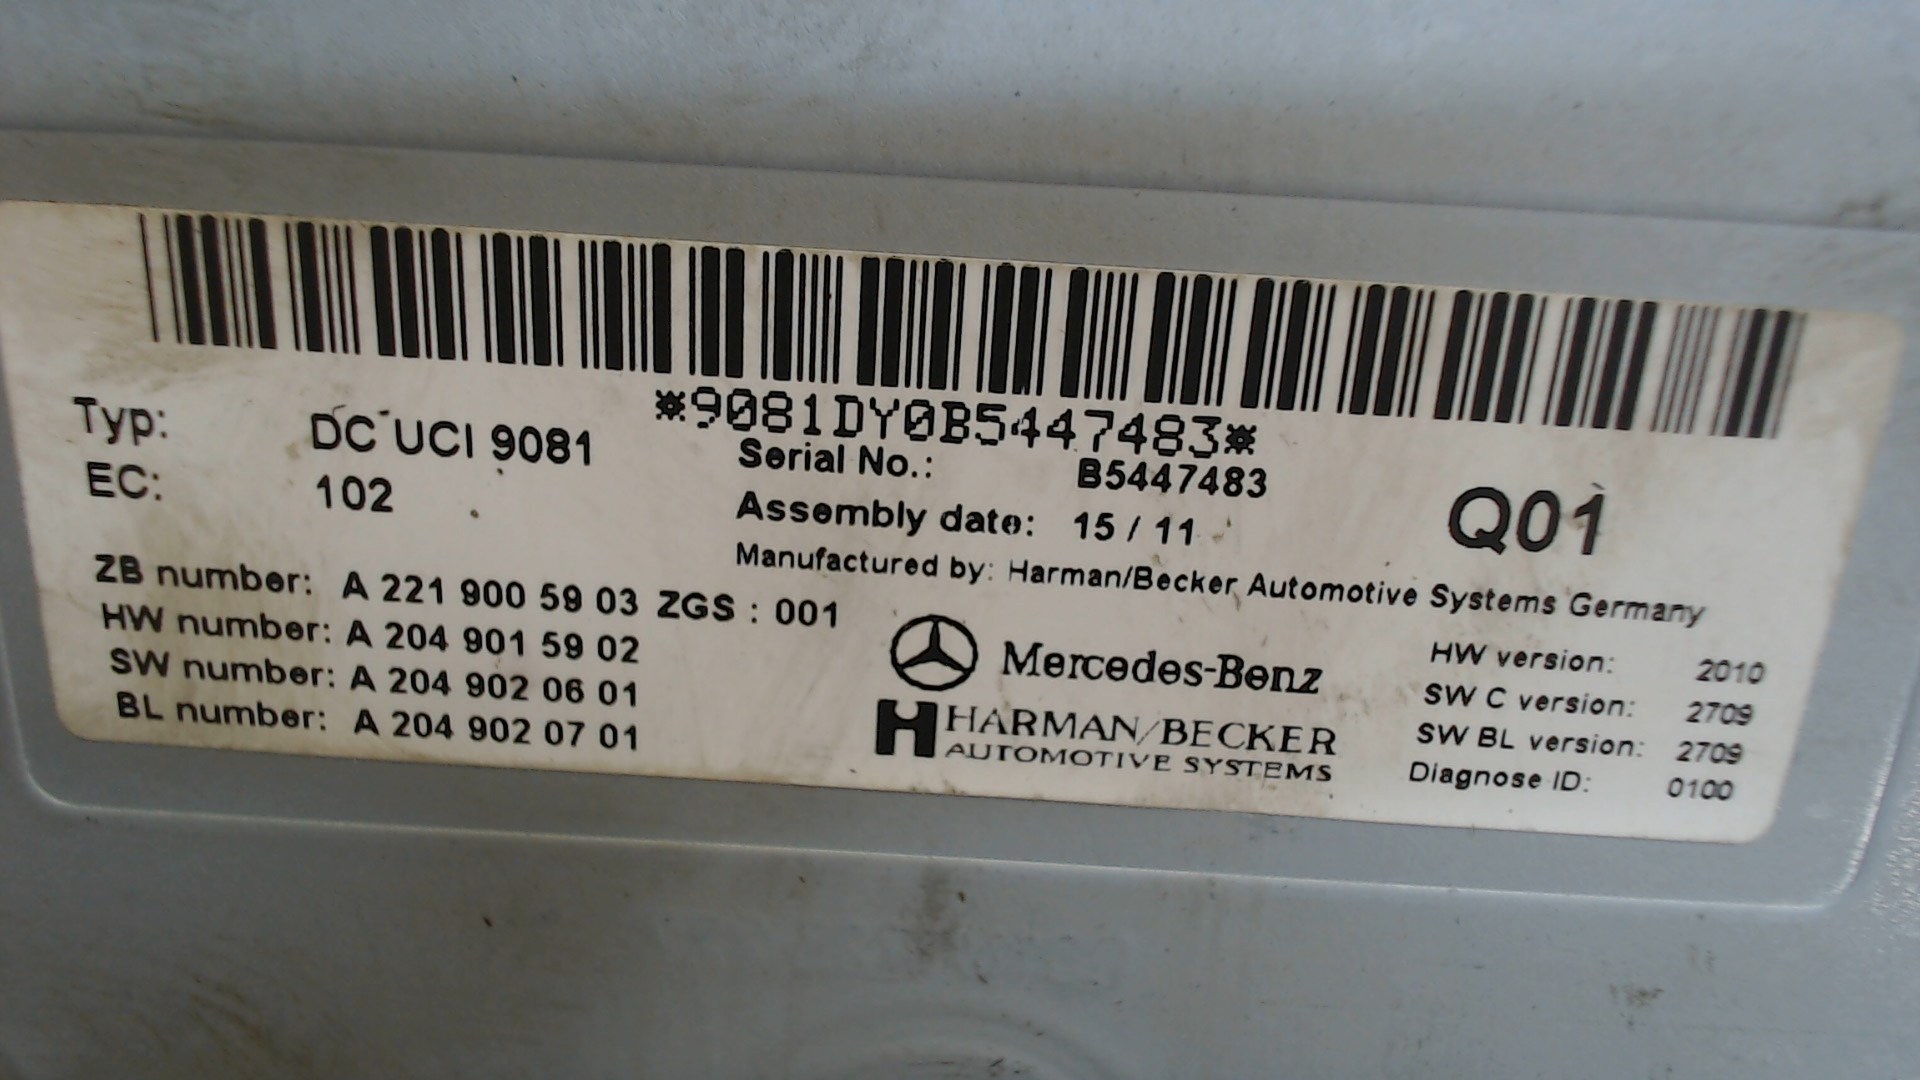 *9081DY0B5447483*
Typ: DC UCI 9081
EC: 102
Serial No.: B5447483
Assembly date: 15 / 11
Q01
Manufactured by: Harman/Becker Automotive Systems Germany
ZB number: A 221 900 59 03 ZGS : 001
HW number: A 204 901 59 02
SW number: A 204 902 06 01
BL number: A 204 902 07 01
Mercedes-Benz
HARMAN/BECKER
AUTOMOTIVE SYSTEMS
HW version: 2010
SW C version: 2709
SW BL version: 2709
Diagnose ID: 0100